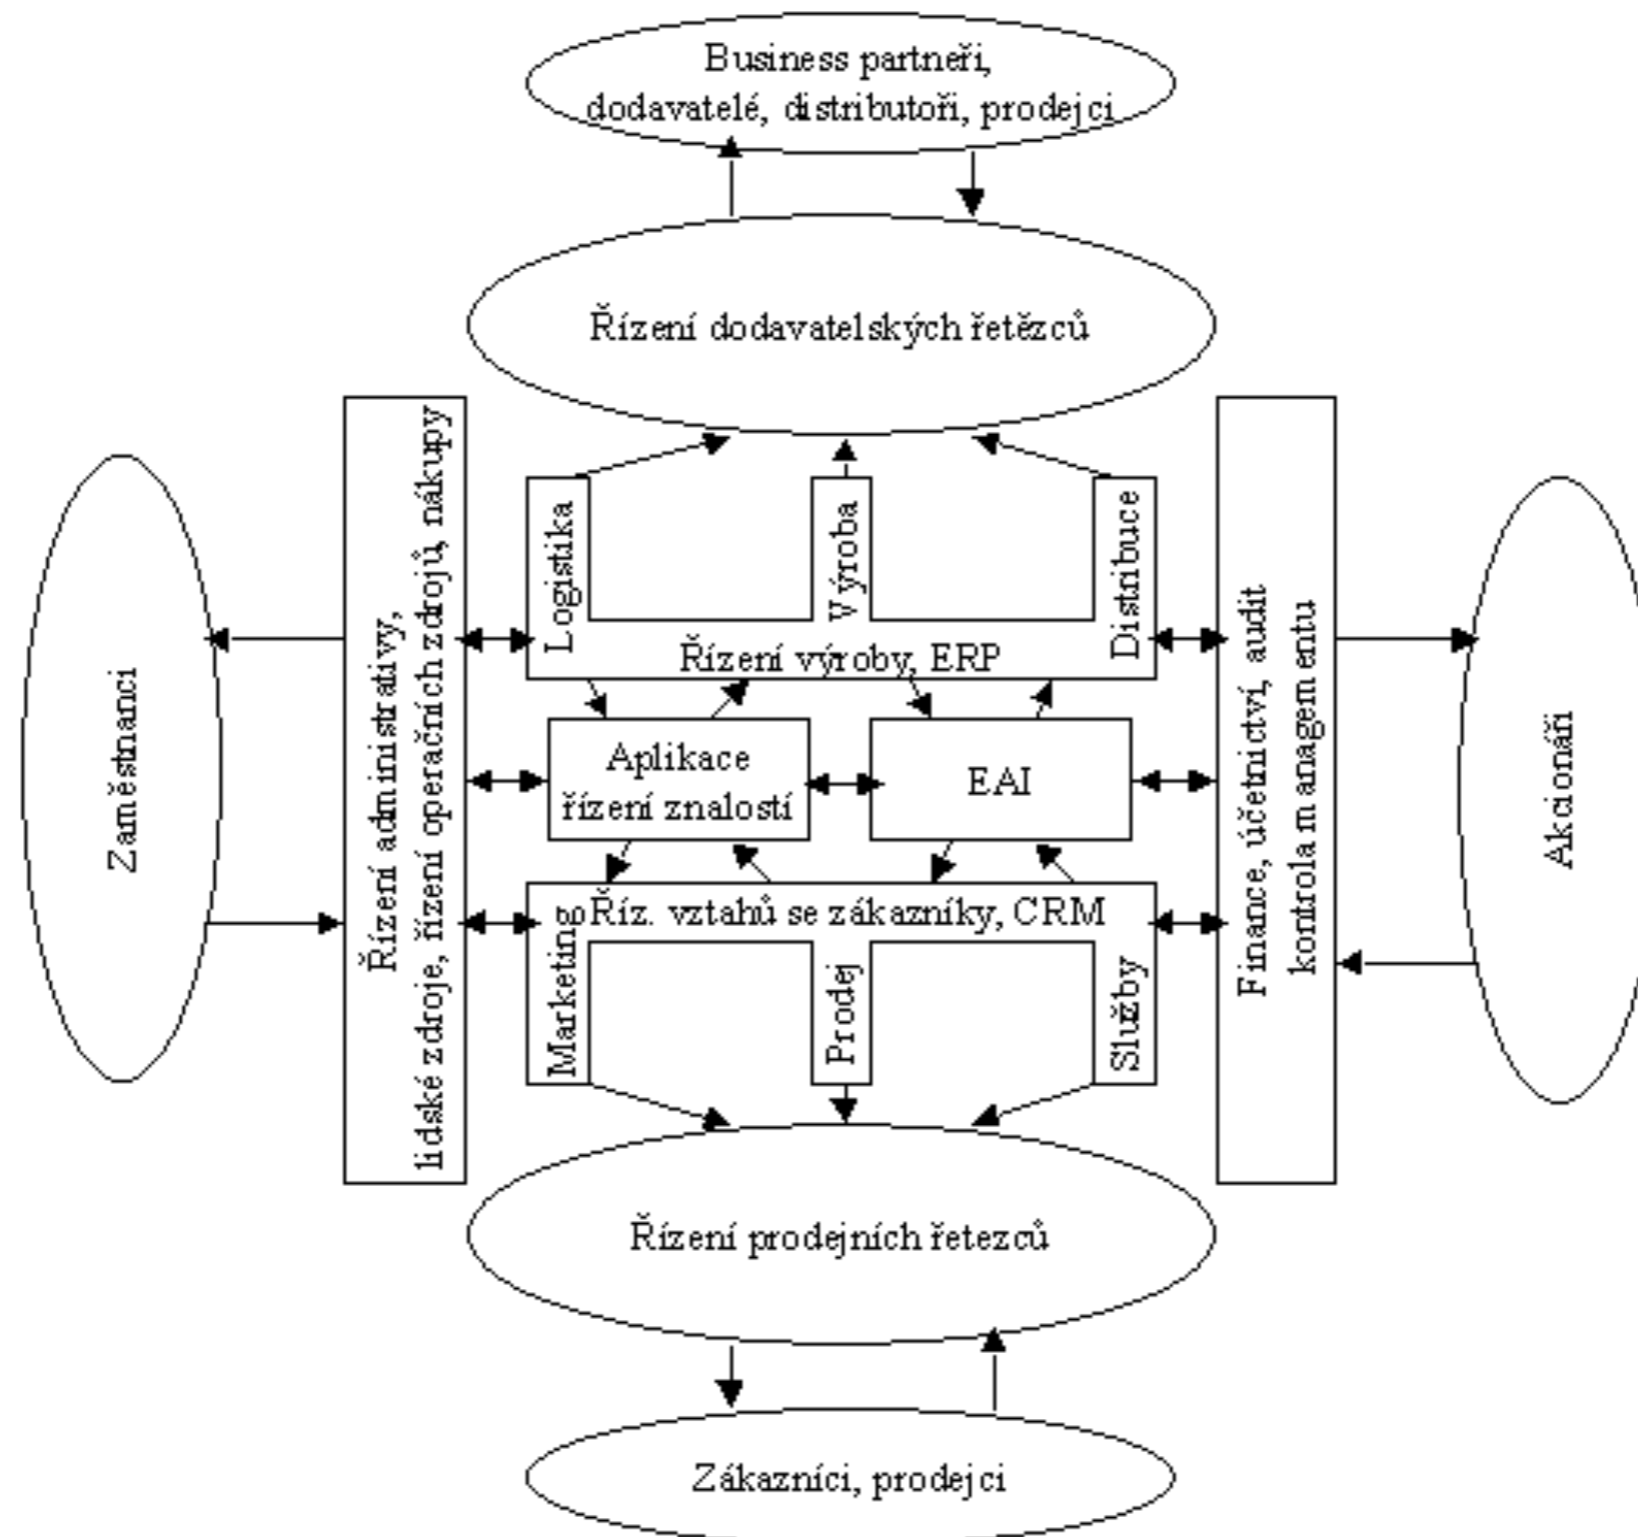 Business partneři,
dodavatelé, distributoři, prodejci
Řízení dodavatelských řetězců
Zaměstnanci
Řízení administrativy,
lidské zdroje, řízení operačních zdrojů, nákupy
Logistika
Výroba
Distribuce
Řízení výroby, ERP
Aplikace
řízení znalostí
EAI
Říz. vztahů se zákazníky, CRM
Marketing
Prodej
Služby
Finance, účetnictví, audit
kontrola managementu
Akcionáři
Řízení prodejních řetezců
Zákazníci, prodejci